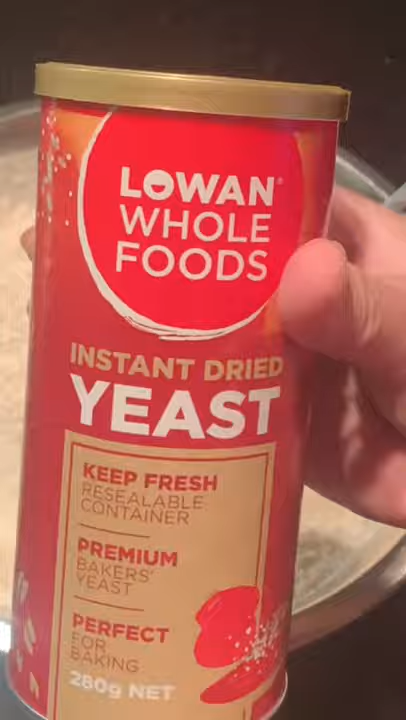 LOWAN®
WHOLE
FOODS
INSTANT DRIED
YEAST
KEEP FRESH
RESEALABLE
CONTAINER
PREMIUM
BAKERS'
YEAST
PERFECT
FOR
BAKING
280g NET